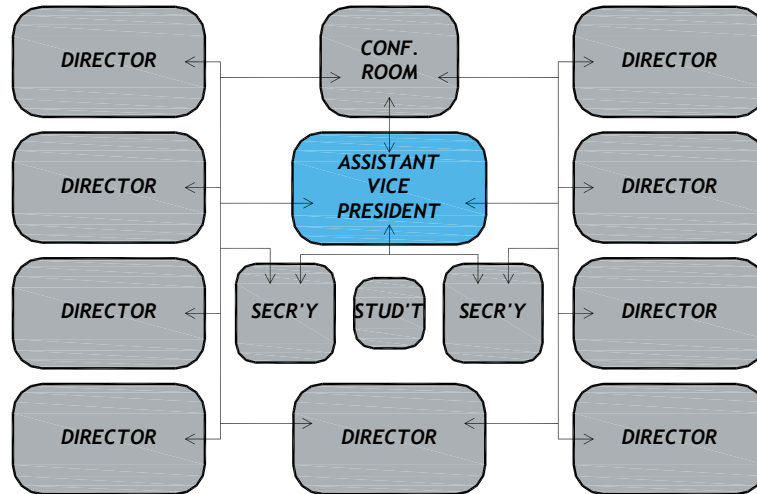 DIRECTOR
CONF.
ROOM
DIRECTOR
DIRECTOR
ASSISTANT
VICE
PRESIDENT
DIRECTOR
DIRECTOR
SECR'Y
STUD'T
SECR'Y
DIRECTOR
DIRECTOR
DIRECTOR
DIRECTOR